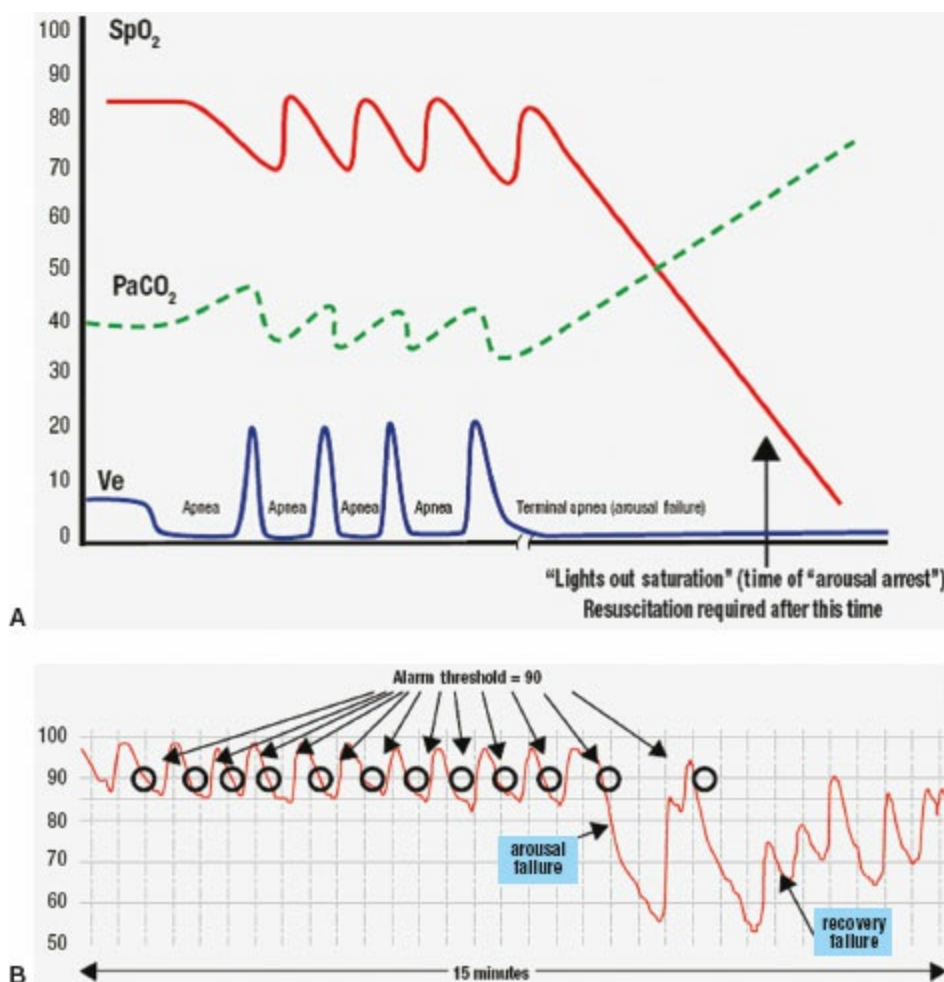 100
SpO₂
90
80
70
60
50
PaCO₂
40
30
20
10
Ve
Apnea Apnea Apnea Apnea Terminal apnea (arousal failure)
0
"Lights out saturation" (time of "arousal arrest")
Resuscitation required after this time
A
Alarm threshold = 90
100
90
80
arousal
failure
70
60
recovery
failure
50
B
15 minutes